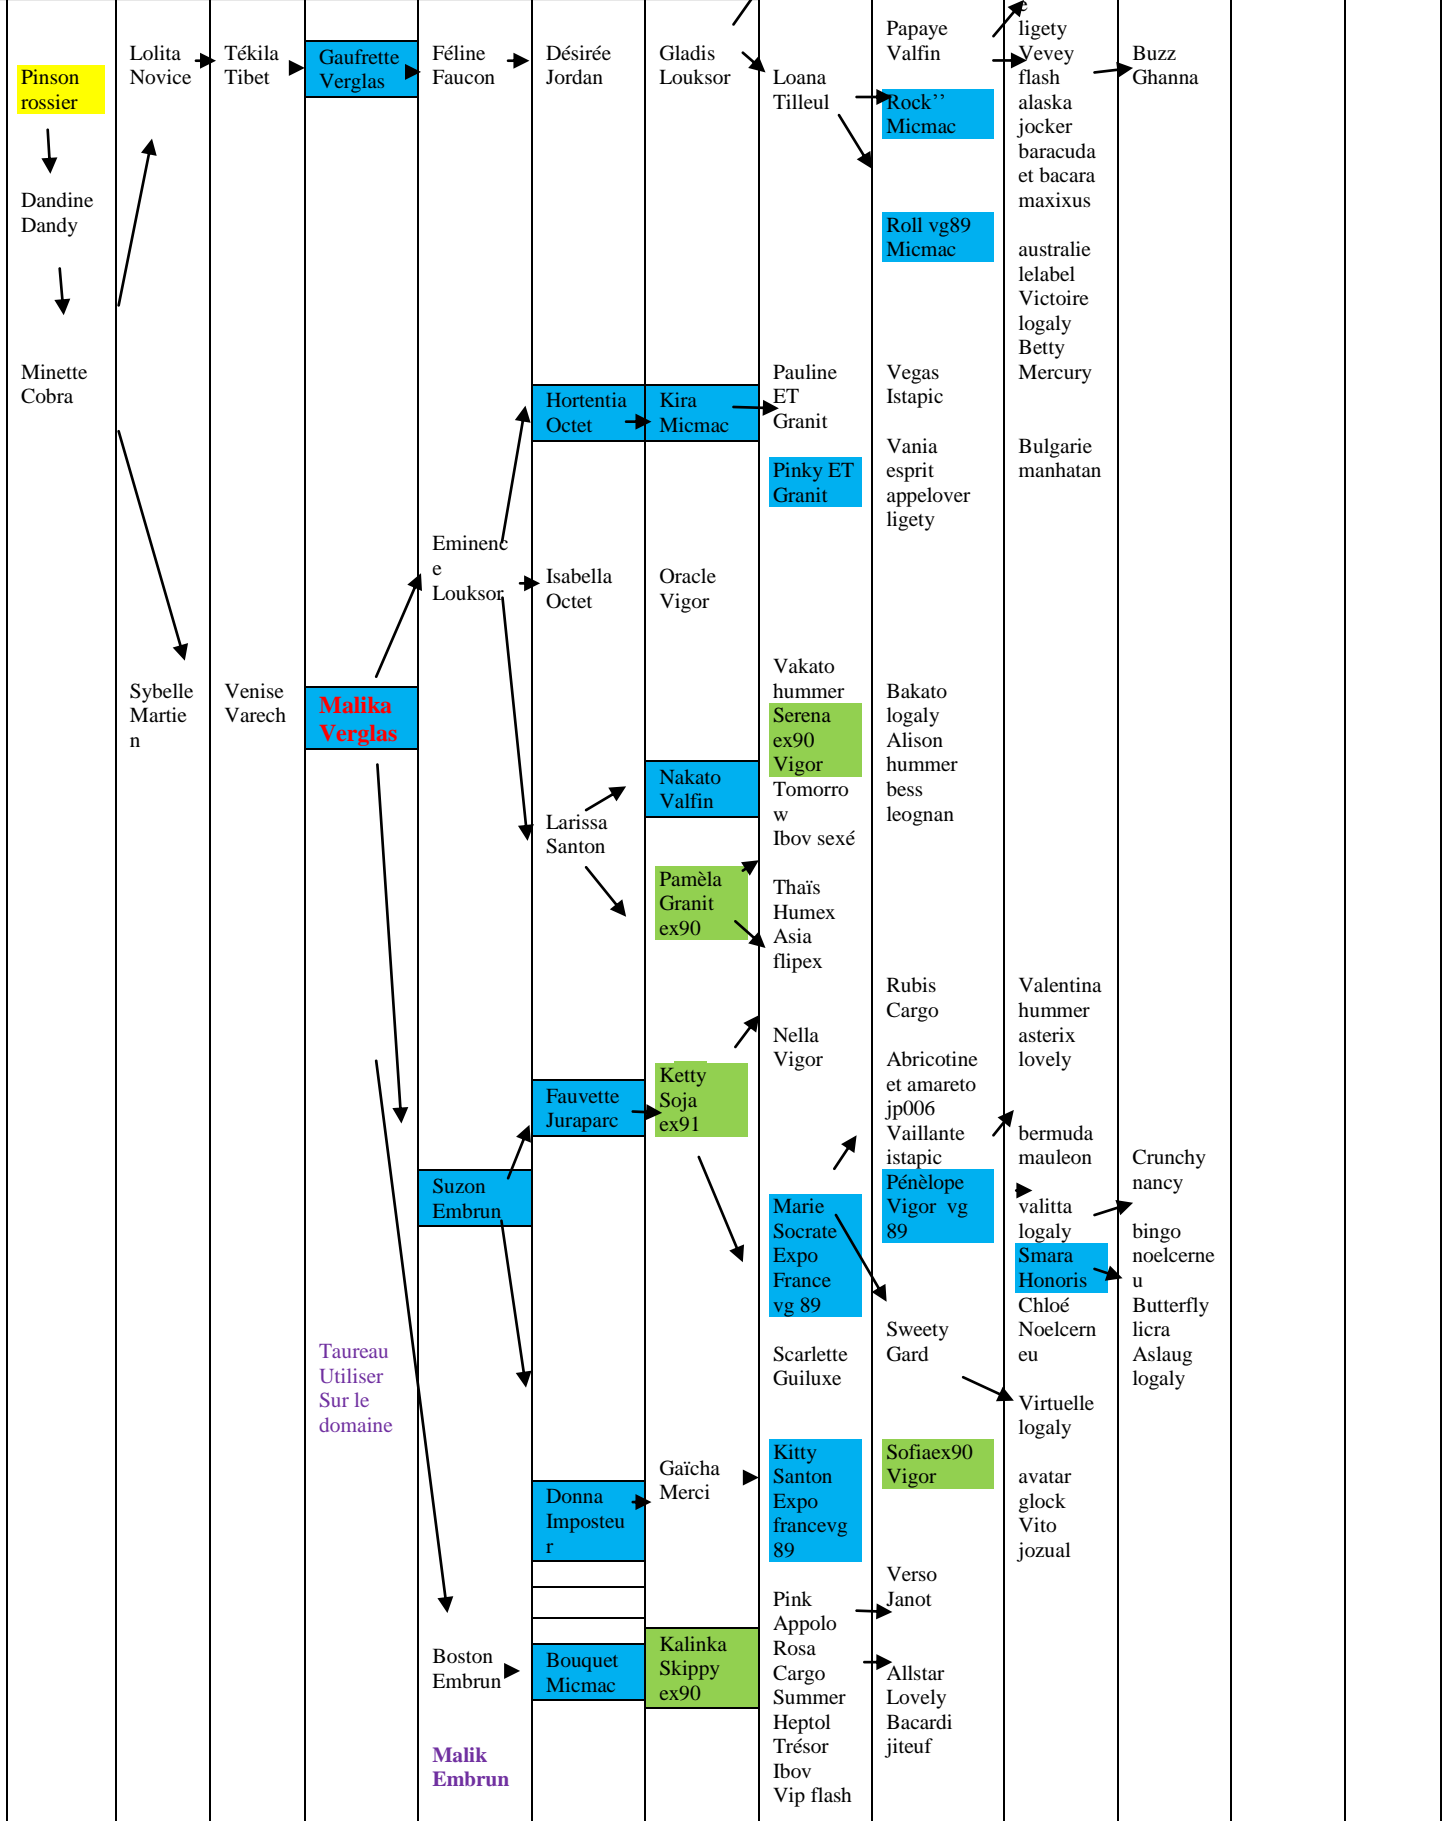 Pinson
rossier
Dandine
Dandy
Minette
Cobra
Lolita
Novice
Sybelle
Martie
n
Tékila
Tibet
Venise
Varech
Gaufrette
Verglas
Malika
Verglas
Taureau
Utiliser
Sur le
domaine
Féline
Faucon
Eminenc
e
Louksor
Suzon
Embrun
Boston
Embrun
Malik
Embrun
Désirée
Jordan
Hortentia
Octet
Isabella
Octet
Larissa
Santon
Fauvette
Juraparc
Donna
Imposteu
r
Bouquet
Micmac
Gladis
Louksor
Kira
Micmac
Oracle
Vigor
Nakato
Valfin
Pamèla
Granit
ex90
Ketty
Soja
ex91
Gaïcha
Merci
Kalinka
Skippy
ex90
Loana
Tilleul
Pauline
ET
Granit
Pinky ET
Granit
Vakato
hummer
Serena
ex90
Vigor
Tomorro
w
Ibov sexé
Thaïs
Humex
Asia
flipex
Nella
Vigor
Marie
Socrate
Expo
France
vg 89
Scarlette
Guiluxe
Kitty
Santon
Expo
francevg
89
Pink
Appolo
Rosa
Cargo
Summer
Heptol
Trésor
Ibov
Vip flash
Papaye
Valfin
Rock’’
Micmac
Roll vg89
Micmac
Vegas
Istapic
Vania
esprit
appelover
ligety
Bakato
logaly
Alison
hummer
bess
leognan
Rubis
Cargo
Abricotine
et amareto
jp006
Vaillante
istapic
Pénèlope
Vigor vg
89
Sweety
Gard
Sofiaex90
Vigor
Verso
Janot
Allstar
Lovely
Bacardi
jiteuf
e
ligety
Vevey
flash
alaska
jocker
baracuda
et bacara
maxixus
australie
lelabel
Victoire
logaly
Betty
Mercury
Bulgarie
manhatan
Valentina
hummer
asterix
lovely
bermuda
mauleon
valitta
logaly
Smara
Honoris
Chloé
Noelcern
eu
Virtuelle
logaly
avatar
glock
Vito
jozual
Buzz
Ghanna
Crunchy
nancy
bingo
noelcerne
u
Butterfly
licra
Aslaug
logaly